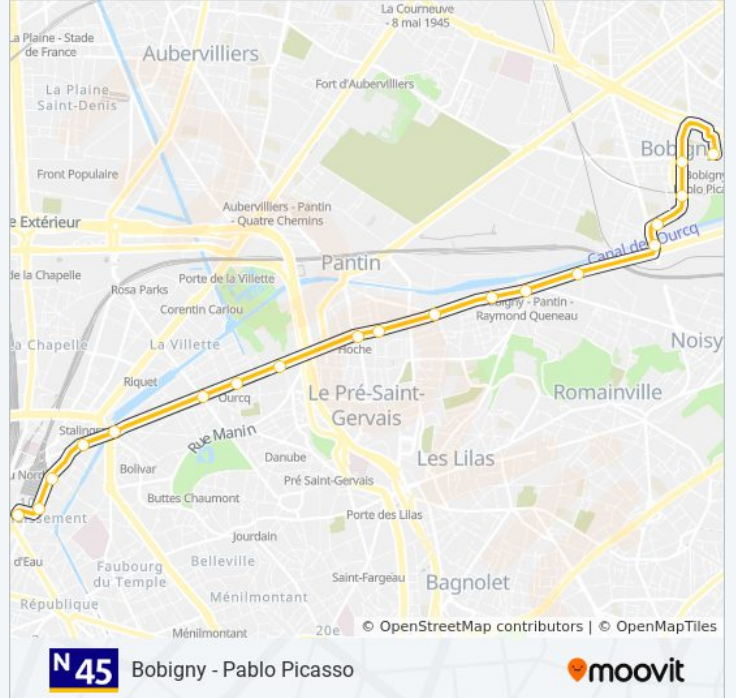 La Courneuve
- 8 mai 1945
La Plaine - Stade
de France
Aubervilliers
Fort d'Aubervilliers
La Plaine
Saint-Denis
Bobigny
Front Populaire
Bobigny
Pablo Pica
Aubervilliers - Pantin
- Quatre Chemins
e Extérieur
Canal de l'Ourcq
Pantin
de la Chapelle
Porte de la Villette
Rosa Parks
Bobigny - Pantin -
Raymond Queneau
Corentin Cariou
a Chapelle
La Villette
Hoche
Noisy
Riquet
Ourcq
Le Pré-Saint-
Gervais
Romainville
Stalingrad
Rue Manin
Les Lilas
Danube
u Nord
Bolivar
Pré Saint-Gervais
Buttes Chaumont
issement
Porte des Lilas
Jourdain
d'Eau
Belleville
Faubourg
du Temple
Saint-Fargeau
Bagnolet
Ménilmontant
République
20e
Ménilmontant
© OpenStreetMap contributors | © OpenMapTiles
N 45
Bobigny - Pablo Picasso
moovit